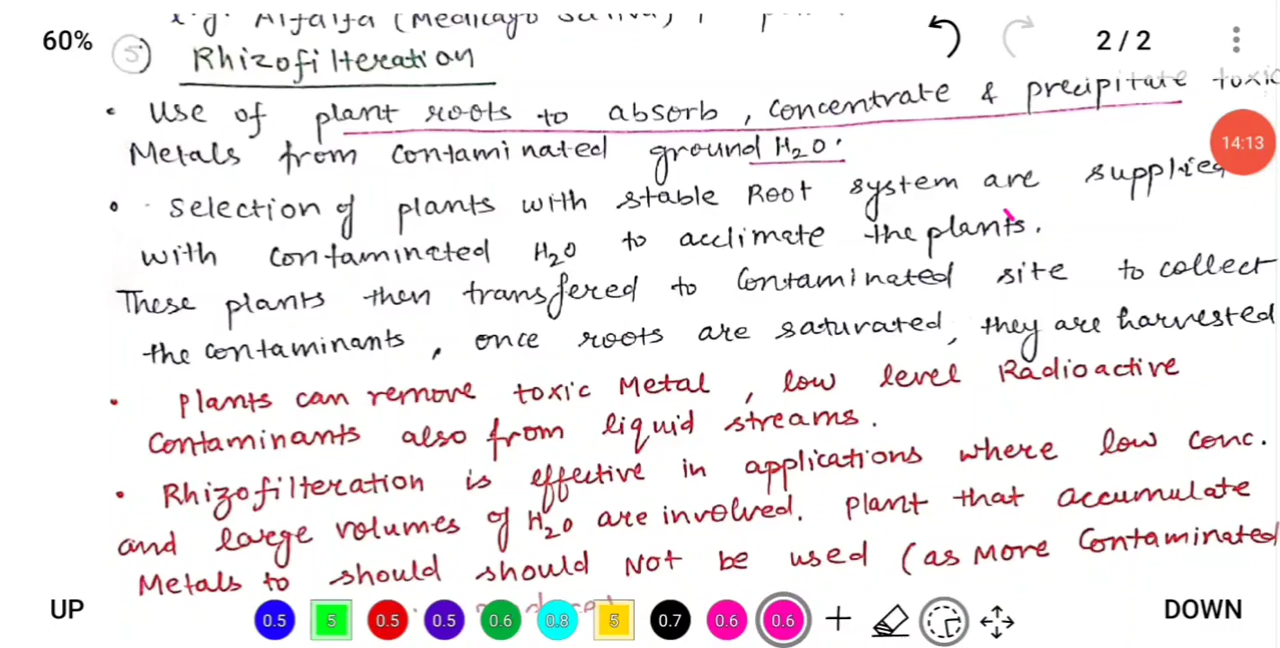 e.g. Alfalfa (Medicago Sativa)
60%
2/2
5) Rhizofilteration
• Use of plant roots to absorb, concentrate & precipitate toxic
Metals from contaminated ground H2O.
14:13
• Selection of plants with stable Root system are supplied
with contamincted H2O to acclimate the plants.
These plants then transfered to Contaminated site to collect
the contaminants, once roots are saturated, they are harvested
• Plants can remove toxic Metal, low level Radioactive
Contaminants also from liquid streams.
• Rhizofilteration is effective in applications where low conc.
and large volumes of H2O are involved. Plant that accumulate
Metals to should should Not be used (as More Contaminated
UP
0.5 5 0.5 0.5 0.6 0.8 5 0.7 0.6 0.6 +
DOWN